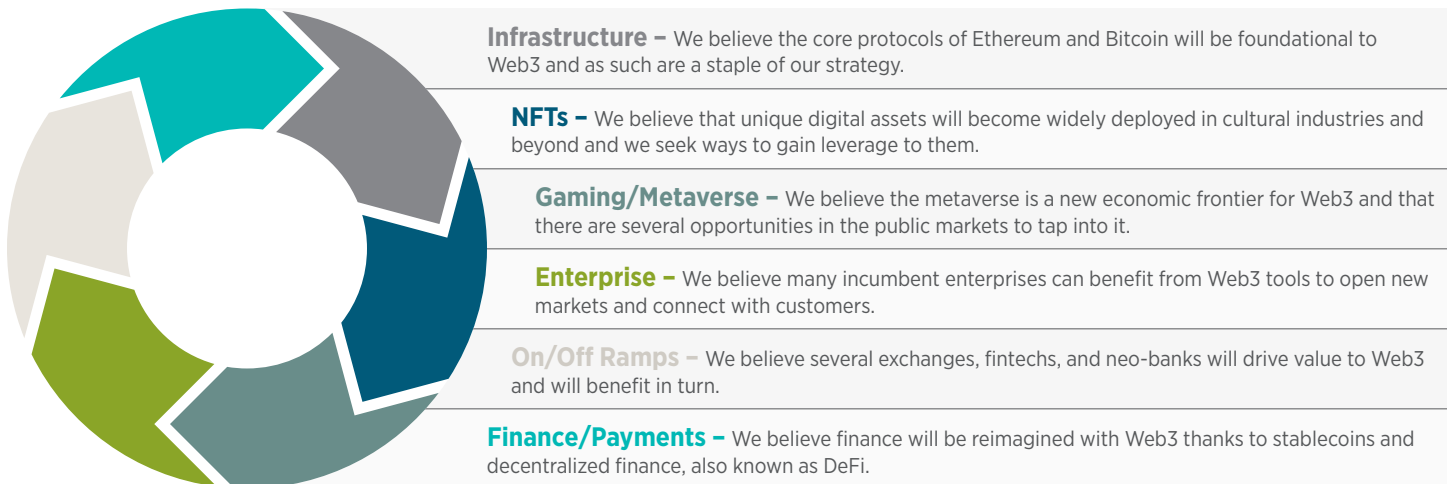 Infrastructure – We believe the core protocols of Ethereum and Bitcoin will be foundational to
Web3 and as such are a staple of our strategy.
NFTs – We believe that unique digital assets will become widely deployed in cultural industries and
beyond and we seek ways to gain leverage to them.
Gaming/Metaverse – We believe the metaverse is a new economic frontier for Web3 and that
there are several opportunities in the public markets to tap into it.
Enterprise – We believe many incumbent enterprises can benefit from Web3 tools to open new
markets and connect with customers.
On/Off Ramps – We believe several exchanges, fintechs, and neo-banks will drive value to Web3
and will benefit in turn.
Finance/Payments – We believe finance will be reimagined with Web3 thanks to stablecoins and
decentralized finance, also known as DeFi.